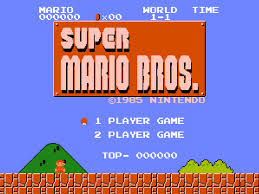 MARIO WORLD TIME
000000 x00 1-1
SUPER
MARIO BROS.
©1985 NINTENDO
1 PLAYER GAME
2 PLAYER GAME
TOP- 000000